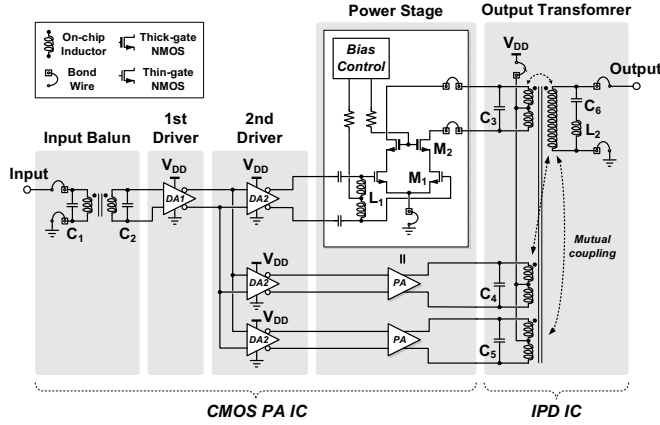 On-chip
Inductor
Thick-gate
NMOS
Bond
Wire
Thin-gate
NMOS
Power Stage
Output Transfomrer
Bias
Control
VDD
Output
C3
C6
L2
1st
Driver
2nd
Driver
Input Balun
M2
M1
L1
Input
VDD
VDD
DA1
DA2
C1
C2
Mutual
coupling
=
VDD
DA2
PA
C4
VDD
DA2
PA
C5
CMOS PA IC
IPD IC